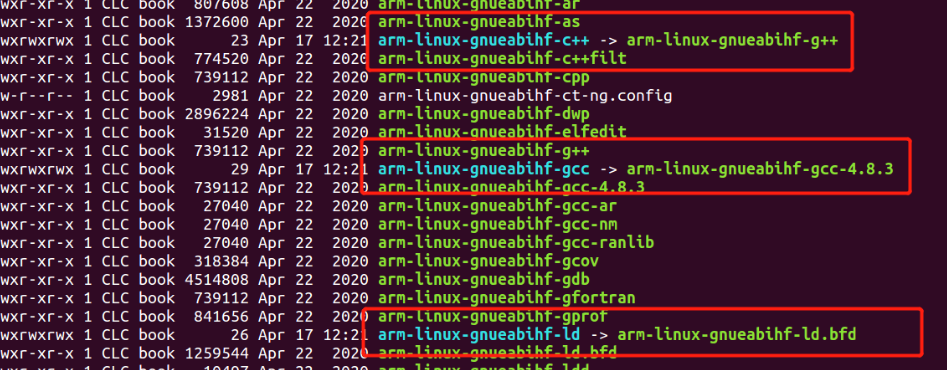 wxr-xr-x 1 CLC book 807608 Apr 22 2020 arm-linux-gnueabihf-ar
wxr-xr-x 1 CLC book 1372600 Apr 22 2020 arm-linux-gnueabihf-as
wxrwxrwx 1 CLC book 23 Apr 17 12:21 arm-linux-gnueabihf-c++ -> arm-linux-gnueabihf-g++
wxr-xr-x 1 CLC book 774520 Apr 22 2020 arm-linux-gnueabihf-c++filt
wxr-xr-x 1 CLC book 739112 Apr 22 2020 arm-linux-gnueabihf-cpp
w-r--r-- 1 CLC book 2981 Apr 22 2020 arm-linux-gnueabihf-ct-ng.config
wxr-xr-x 1 CLC book 2896224 Apr 22 2020 arm-linux-gnueabihf-dwp
wxr-xr-x 1 CLC book 31520 Apr 22 2020 arm-linux-gnueabihf-elfedit
wxr-xr-x 1 CLC book 739112 Apr 22 2020 arm-linux-gnueabihf-g++
wxrwxrwx 1 CLC book 29 Apr 17 12:21 arm-linux-gnueabihf-gcc -> arm-linux-gnueabihf-gcc-4.8.3
wxr-xr-x 1 CLC book 739112 Apr 22 2020 arm-linux-gnueabihf-gcc-4.8.3
wxr-xr-x 1 CLC book 27040 Apr 22 2020 arm-linux-gnueabihf-gcc-ar
wxr-xr-x 1 CLC book 27040 Apr 22 2020 arm-linux-gnueabihf-gcc-nm
wxr-xr-x 1 CLC book 27040 Apr 22 2020 arm-linux-gnueabihf-gcc-ranlib
wxr-xr-x 1 CLC book 318384 Apr 22 2020 arm-linux-gnueabihf-gcov
wxr-xr-x 1 CLC book 4514808 Apr 22 2020 arm-linux-gnueabihf-gdb
wxr-xr-x 1 CLC book 739112 Apr 22 2020 arm-linux-gnueabihf-gfortran
wxr-xr-x 1 CLC book 841656 Apr 22 2020 arm-linux-gnueabihf-gprof
wxrwxrwx 1 CLC book 26 Apr 17 12:21 arm-linux-gnueabihf-ld -> arm-linux-gnueabihf-ld.bfd
wxr-xr-x 1 CLC book 1259544 Apr 22 2020 arm-linux-gnueabihf-ld.bfd
wxr-xr-x 1 CLC book Apr 22 2020 arm-linux-gnueabihf-ldd